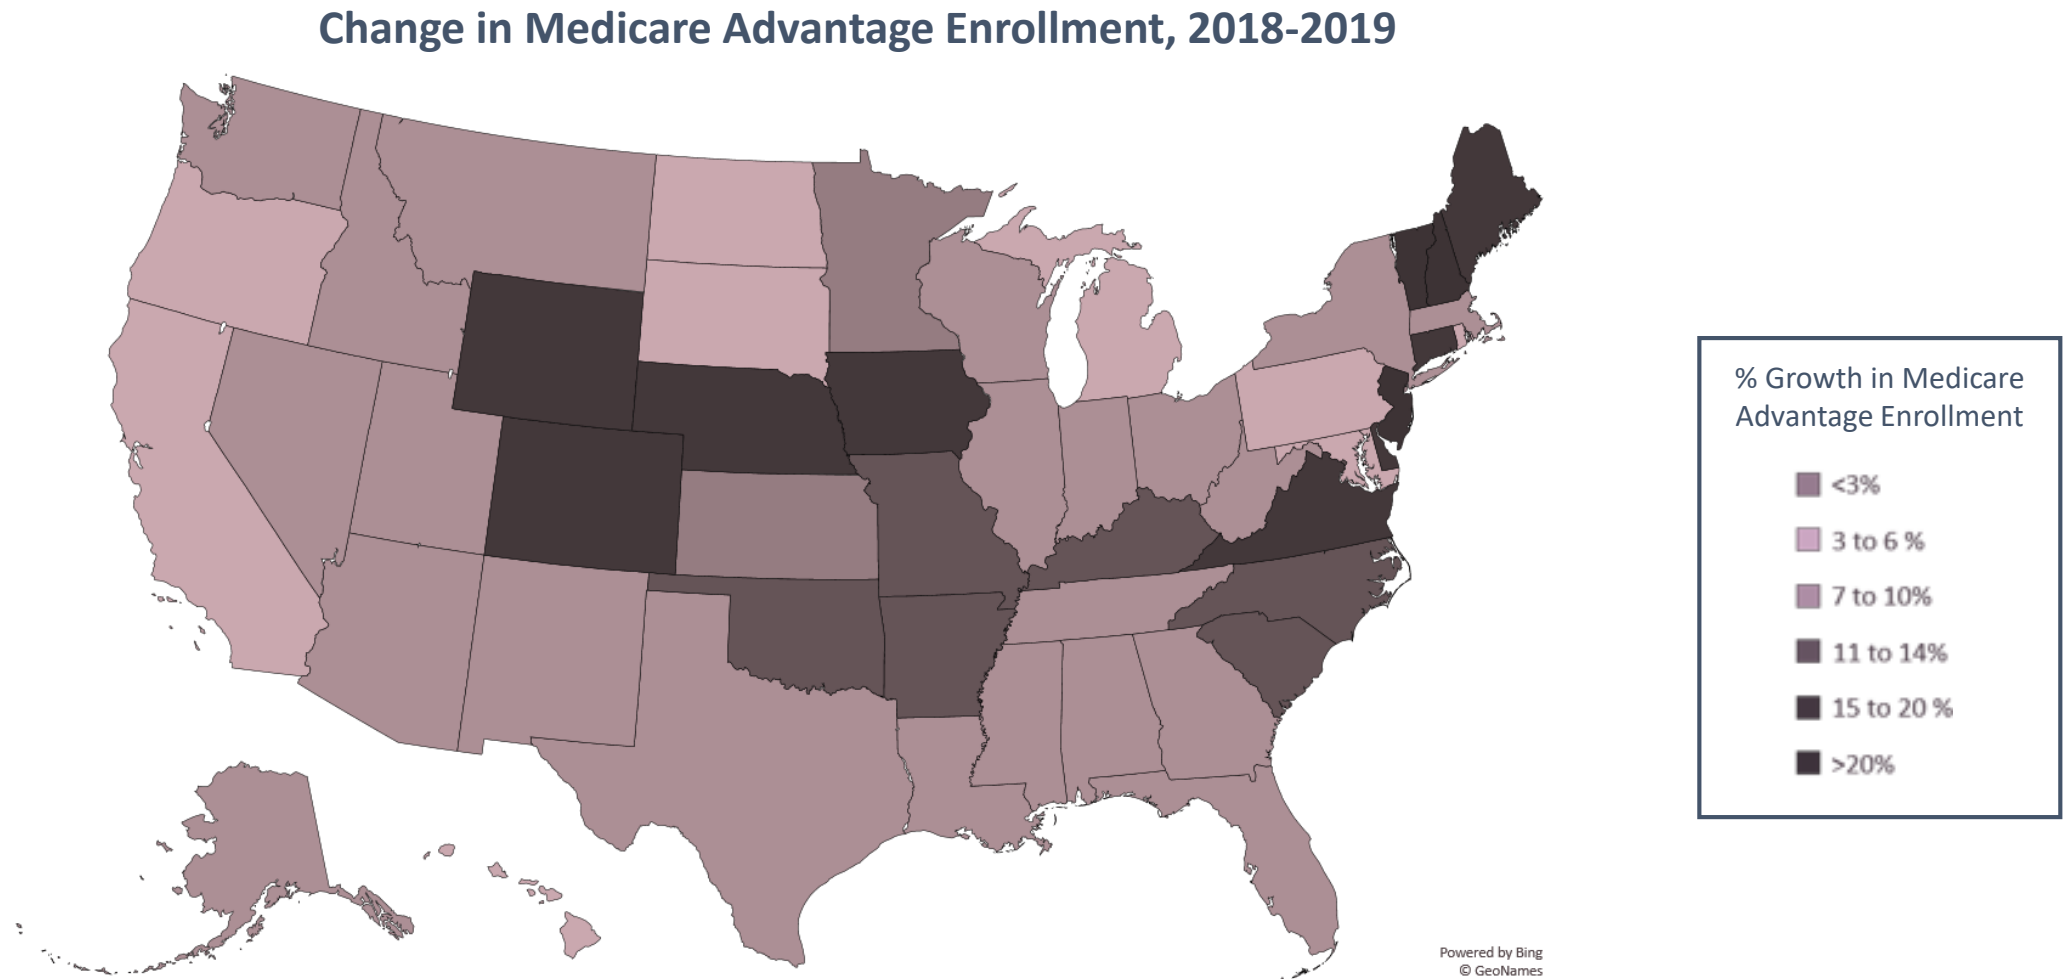 Change in Medicare Advantage Enrollment, 2018-2019
% Growth in Medicare
Advantage Enrollment
<3%
3 to 6 %
7 to 10%
11 to 14%
15 to 20 %
>20%
Powered by Bing
© GeoNames